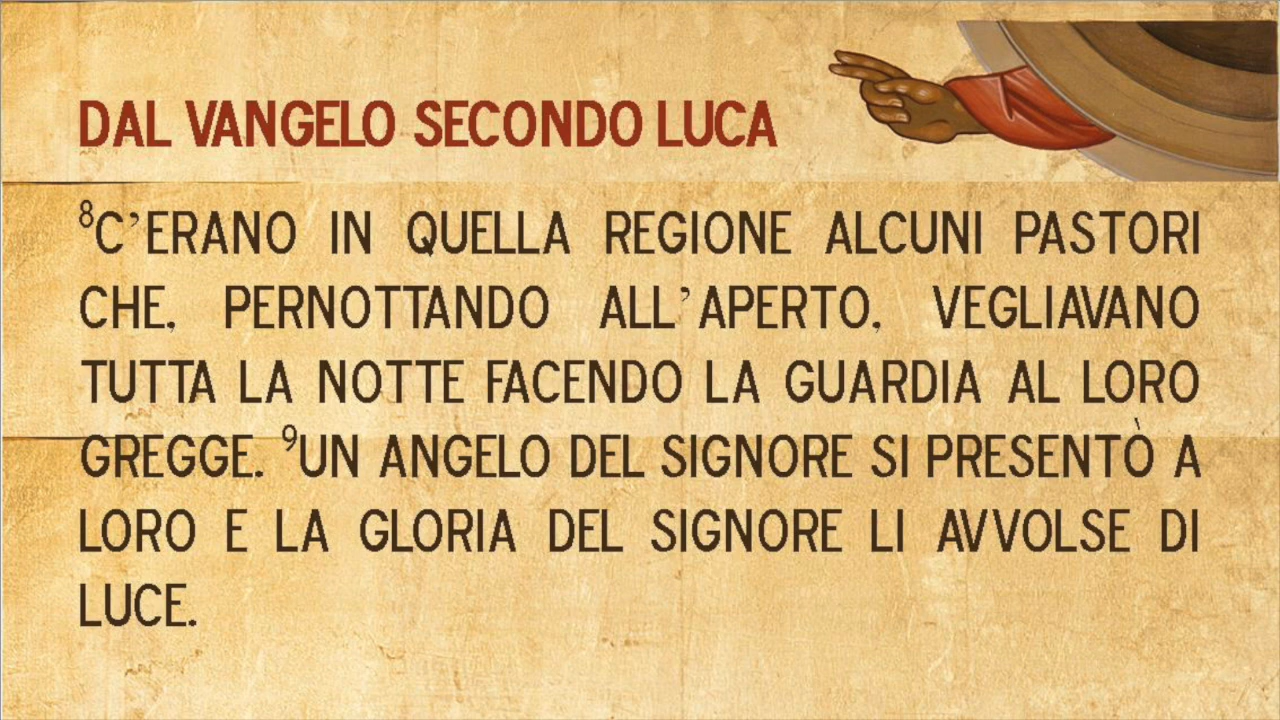 DAL VANGELO SECONDO LUCA
⁸C’ERANO IN QUELLA REGIONE ALCUNI PASTORI
CHE, PERNOTTANDO ALL’APERTO, VEGLIAVANO
TUTTA LA NOTTE FACENDO LA GUARDIA AL LORO
GREGGE. ⁹UN ANGELO DEL SIGNORE SI PRESENTÒ A
LORO E LA GLORIA DEL SIGNORE LI AVVOLSE DI
LUCE.